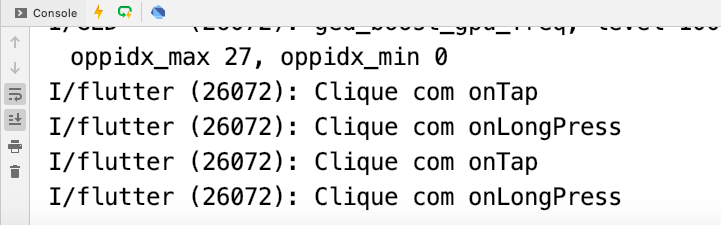 Console
I/GED (26072): ged_boost_gpu_freq, level 100
oppidx_max 27, oppidx_min 0
I/flutter (26072): Clique com onTap
I/flutter (26072): Clique com onLongPress
I/flutter (26072): Clique com onTap
I/flutter (26072): Clique com onLongPress